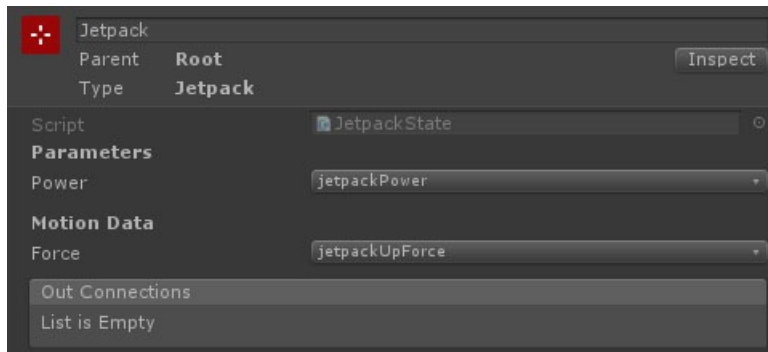 Jetpack
Parent Root
Inspect
Type Jetpack
Script JetpackState
Parameters
Power jetpackPower
Motion Data
Force jetpackUpForce
Out Connections
List is Empty